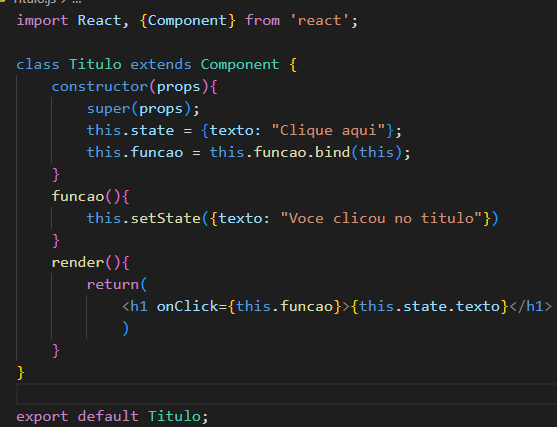 Titulo.js > ...
import React, {Component} from 'react';
class Titulo extends Component {
constructor(props){
super(props);
this.state = {texto: "Clique aqui"};
this.funcao = this.funcao.bind(this);
}
funcao(){
this.setState({texto: "Voce clicou no titulo"})
}
render(){
return(
<h1 onClick={this.funcao}>{this.state.texto}</h1>
)
}
}
export default Titulo;